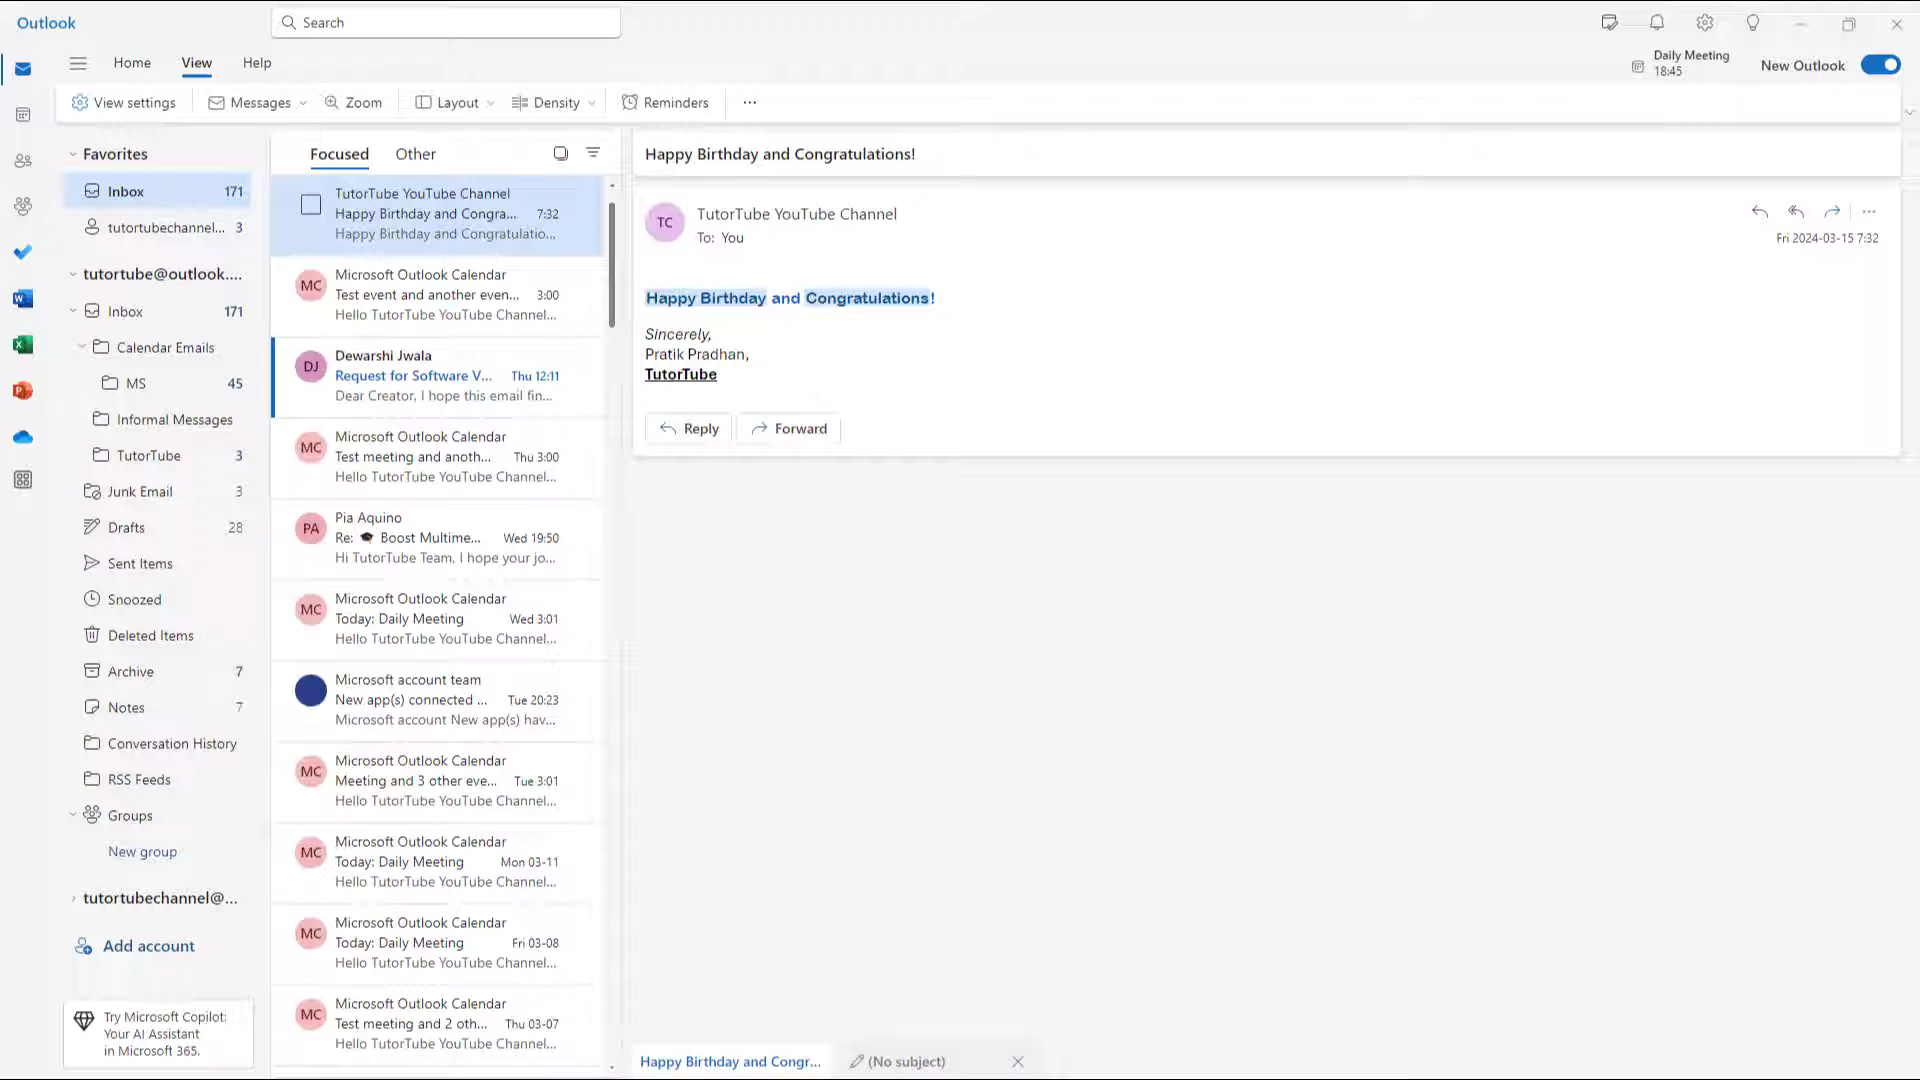 Outlook
Search
Home
View
Help
Daily Meeting
18:45
New Outlook
View settings
Messages
Zoom
Layout
Density
Reminders
Favorites
Inbox 171
tutortubechannel... 3
tutortube@outlook....
Inbox 171
Calendar Emails
MS 45
Informal Messages
TutorTube 3
Junk Email 3
Drafts 28
Sent Items
Snoozed
Deleted Items
Archive 7
Notes 7
Conversation History
RSS Feeds
Groups
New group
tutortubechannel@...
Add account
Try Microsoft Copilot:
Your AI Assistant
in Microsoft 365.
Focused Other
TutorTube YouTube Channel
Happy Birthday and Congra... 7:32
Happy Birthday and Congratulatio...
MC
Microsoft Outlook Calendar
Test event and another even... 3:00
Hello TutorTube YouTube Channel...
DJ
Dewarshi Jwala
Request for Software V... Thu 12:11
Dear Creator, I hope this email fin...
MC
Microsoft Outlook Calendar
Test meeting and anoth... Thu 3:00
Hello TutorTube YouTube Channel...
PA
Pia Aquino
Re: 🎓 Boost Multime... Wed 19:50
Hi TutorTube Team, I hope your jo...
MC
Microsoft Outlook Calendar
Today: Daily Meeting Wed 3:01
Hello TutorTube YouTube Channel...
Microsoft account team
New app(s) connected ... Tue 20:23
Microsoft account New app(s) hav...
MC
Microsoft Outlook Calendar
Meeting and 3 other eve... Tue 3:01
Hello TutorTube YouTube Channel...
MC
Microsoft Outlook Calendar
Today: Daily Meeting Mon 03-11
Hello TutorTube YouTube Channel...
MC
Microsoft Outlook Calendar
Today: Daily Meeting Fri 03-08
Hello TutorTube YouTube Channel...
MC
Microsoft Outlook Calendar
Test meeting and 2 oth... Thu 03-07
Hello TutorTube YouTube Channel...
Happy Birthday and Congratulations!
TC
TutorTube YouTube Channel
To: You
Fri 2024-03-15 7:32
Happy Birthday and Congratulations!
Sincerely,
Pratik Pradhan,
TutorTube
Reply
Forward
Happy Birthday and Congr...
(No subject)